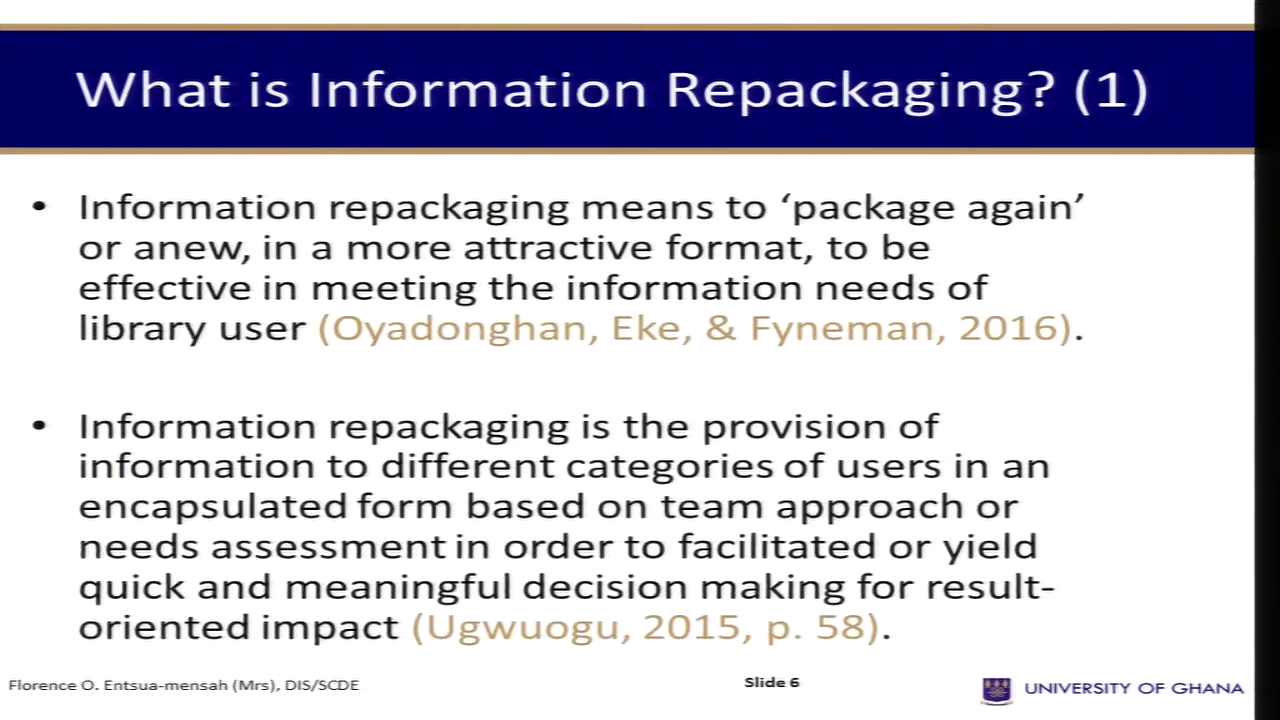 What is Information Repackaging? (1)
• Information repackaging means to ‘package again’
or anew, in a more attractive format, to be
effective in meeting the information needs of
library user (Oyadonghan, Eke, & Fyneman, 2016).
• Information repackaging is the provision of
information to different categories of users in an
encapsulated form based on team approach or
needs assessment in order to facilitated or yield
quick and meaningful decision making for result-
oriented impact (Ugwuogu, 2015, p. 58).
Florence O. Entsua-mensah (Mrs), DIS/SCDE
Slide 6
UNIVERSITY OF GHANA